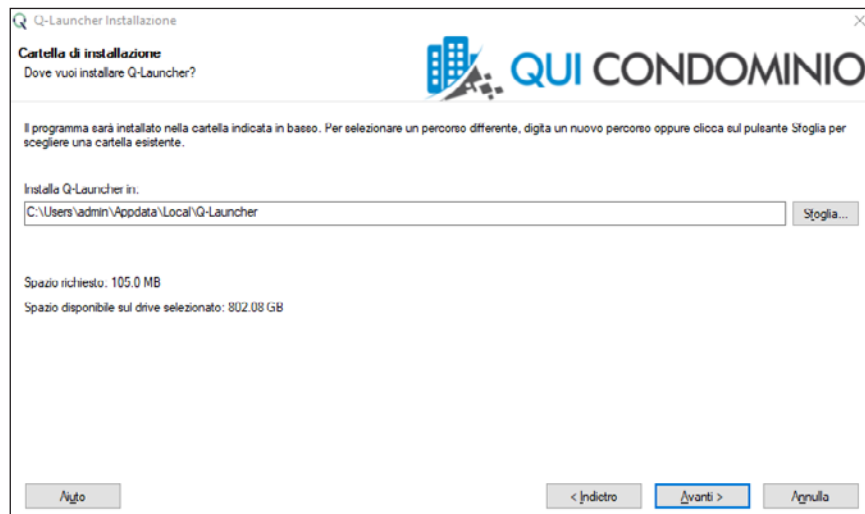 Q-Launcher Installazione
Cartella di installazione
Dove vuoi installare Q-Launcher?
QUI CONDOMINIO
Il programma sarà installato nella cartella indicata in basso. Per selezionare un percorso differente, digita un nuovo percorso oppure clicca sul pulsante Sfoglia per
scegliere una cartella esistente.
Installa Q-Launcher in:
C:\Users\admin\Appdata\Local\Q-Launcher
Sfoglia...
Spazio richiesto: 105.0 MB
Spazio disponibile sul drive selezionato: 802.08 GB
Aiuto
< Indietro
Avanti >
Annulla